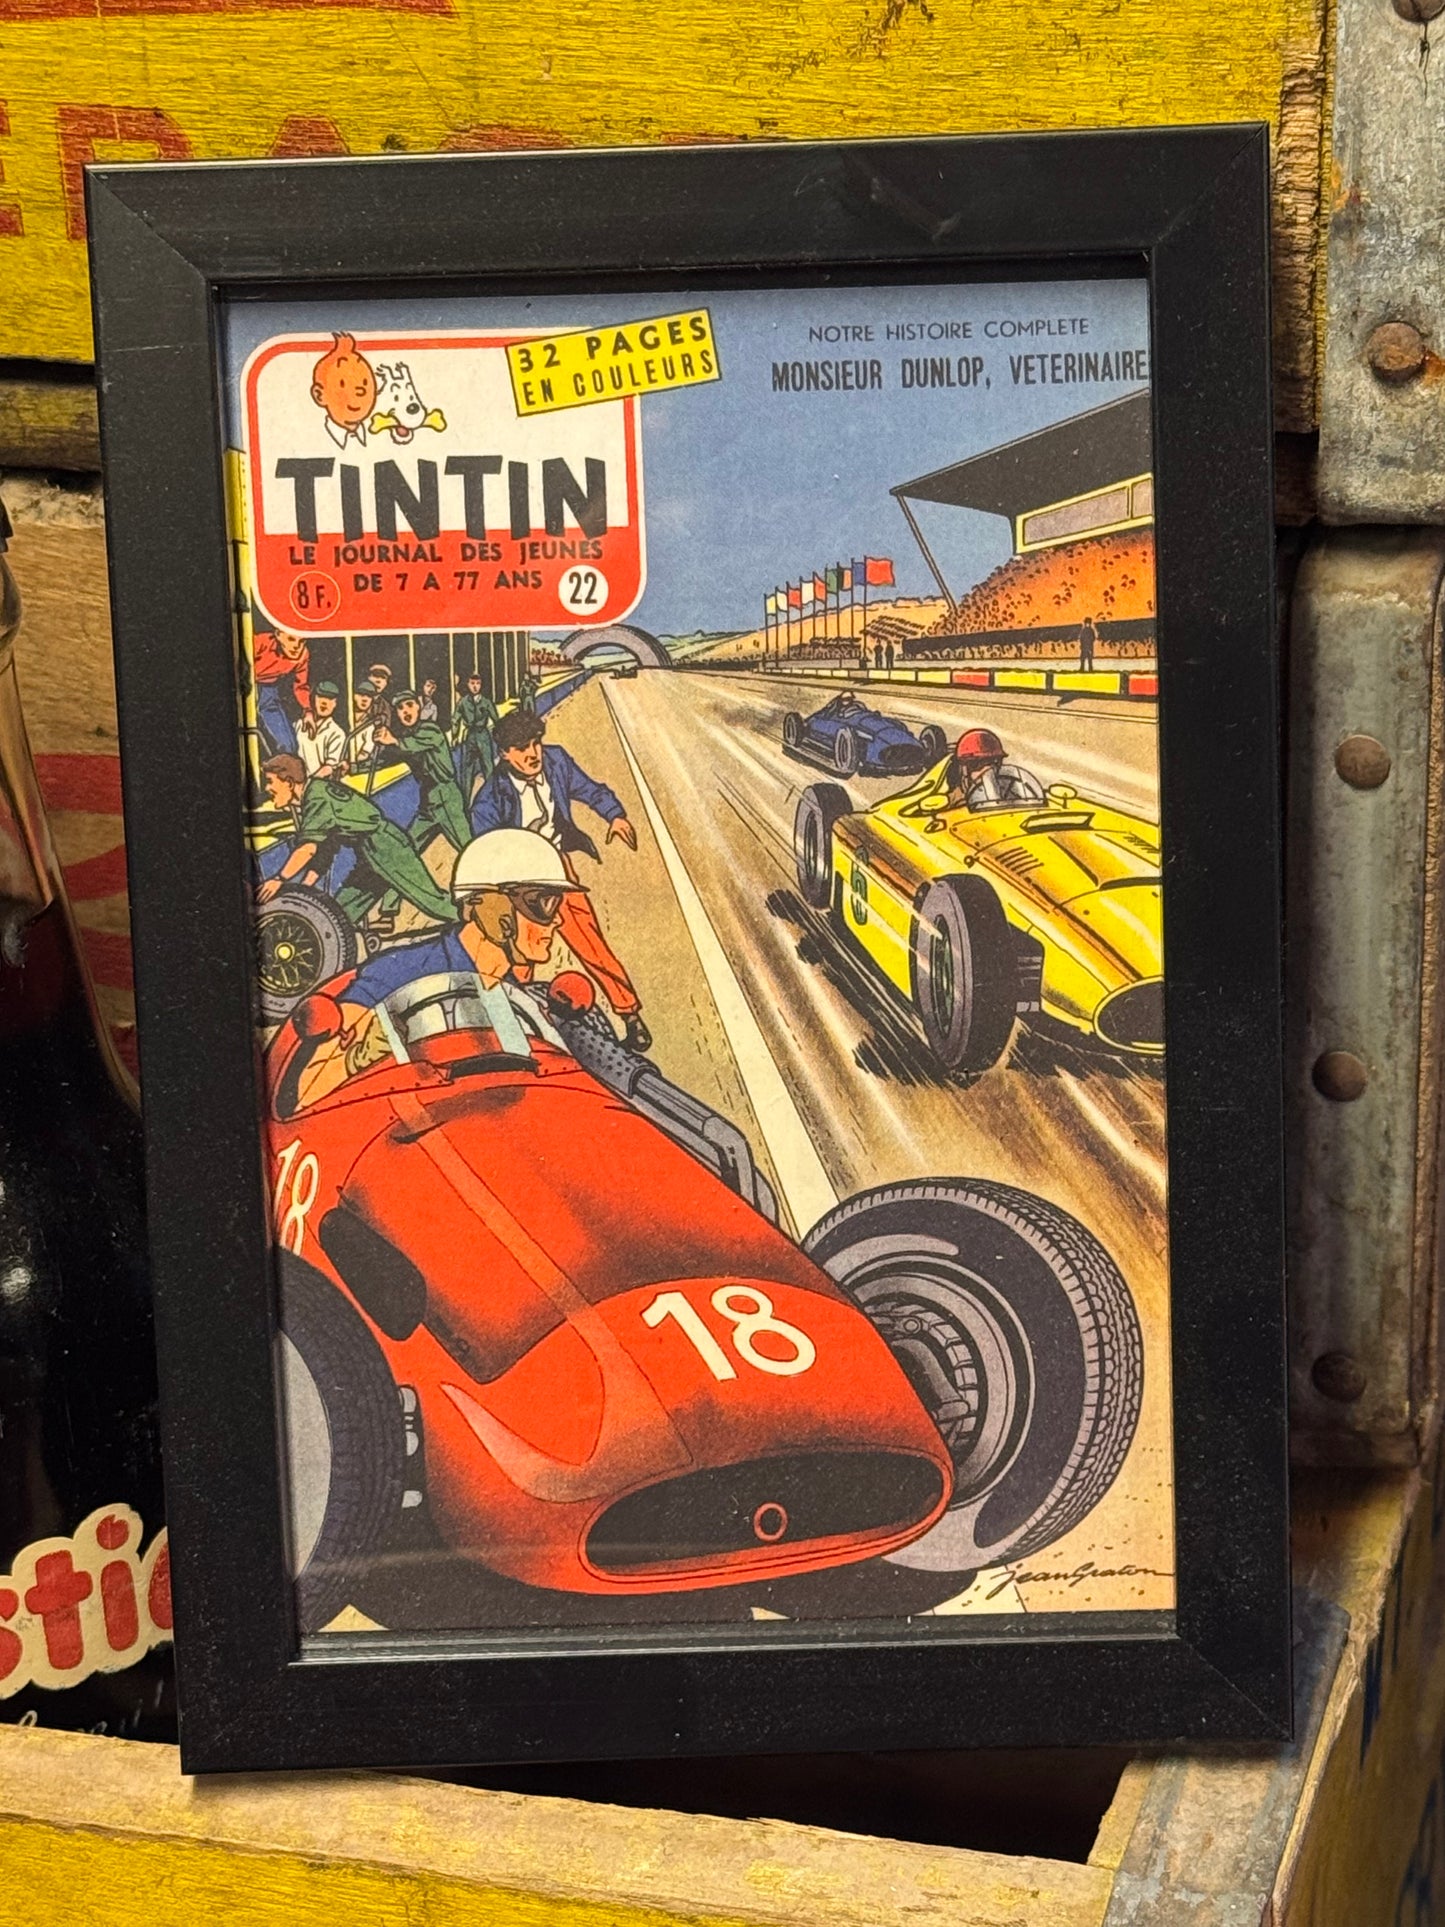 32 PAGES
EN COULEURS
NOTRE HISTOIRE COMPLETE
MONSIEUR DUNLOP, VETERINAIRE
TINTIN
LE JOURNAL DES JEUNES
DE 7 A 77 ANS
8 F.
22
6
18
18
Jean Graton